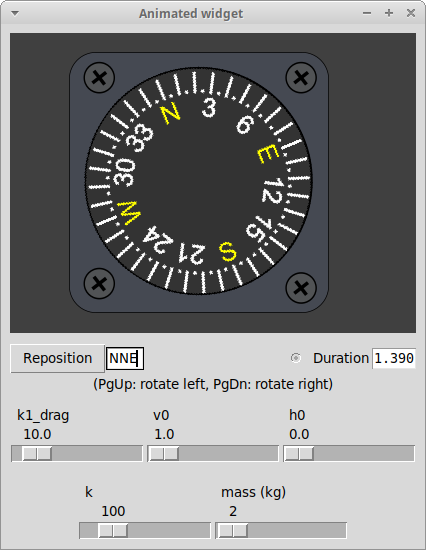 Animated widget
N 3 6 E 12 15 S 21 24 W 30 33
Reposition NNE Duration 1.390
(PgUp: rotate left, PgDn: rotate right)
k1_drag v0 h0
10.0 1.0 0.0
k mass (kg)
100 2